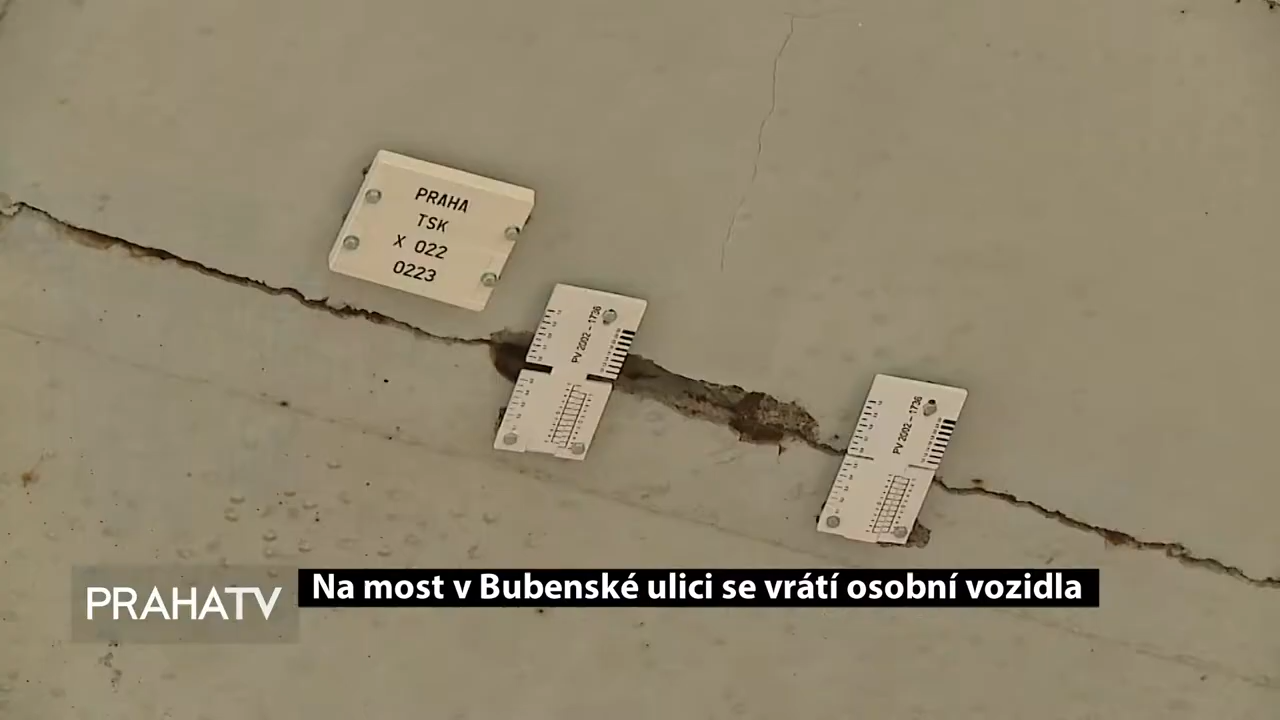 PRAHA
TSK
X 022
0223
PV 2002 – 1736
PV 2002 – 1736
PRAHATV
Na most v Bubenské ulici se vrátí osobní vozidla